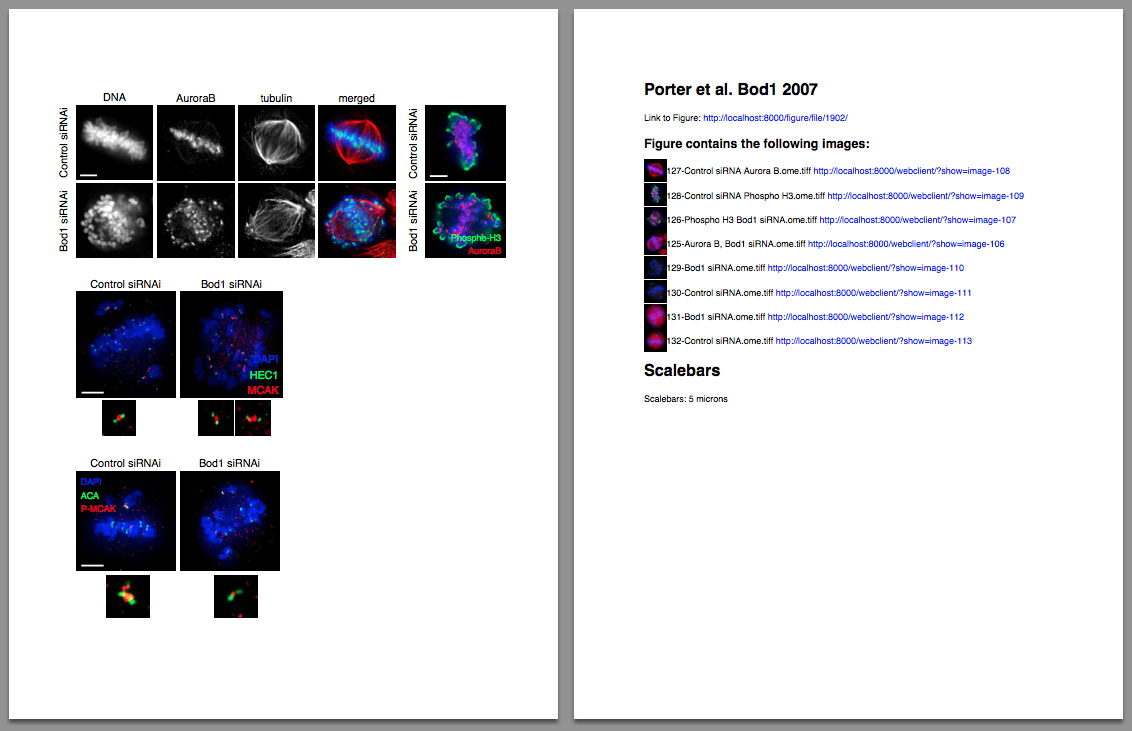 DNA AuroraB tubulin merged
Control siRNAi
Control siRNAi
Bod1 siRNAi
Bod1 siRNAi
Phospho-H3
AuroraB
Control siRNAi Bod1 siRNAi
DAPI
HEC1
MCAK
Control siRNAi Bod1 siRNAi
DAPI
ACA
P-MCAK
Porter et al. Bod1 2007
Link to Figure: http://localhost:8000/figure/file/1902/
Figure contains the following images:
127-Control siRNA Aurora B.ome.tiff http://localhost:8000/webclient/?show=image-108
128-Control siRNA Phospho H3.ome.tiff http://localhost:8000/webclient/?show=image-109
126-Phospho H3 Bod1 siRNA.ome.tiff http://localhost:8000/webclient/?show=image-107
125-Aurora B, Bod1 siRNA.ome.tiff http://localhost:8000/webclient/?show=image-106
129-Bod1 siRNA.ome.tiff http://localhost:8000/webclient/?show=image-110
130-Control siRNA.ome.tiff http://localhost:8000/webclient/?show=image-111
131-Bod1 siRNA.ome.tiff http://localhost:8000/webclient/?show=image-112
132-Control siRNA.ome.tiff http://localhost:8000/webclient/?show=image-113
Scalebars
Scalebars: 5 microns